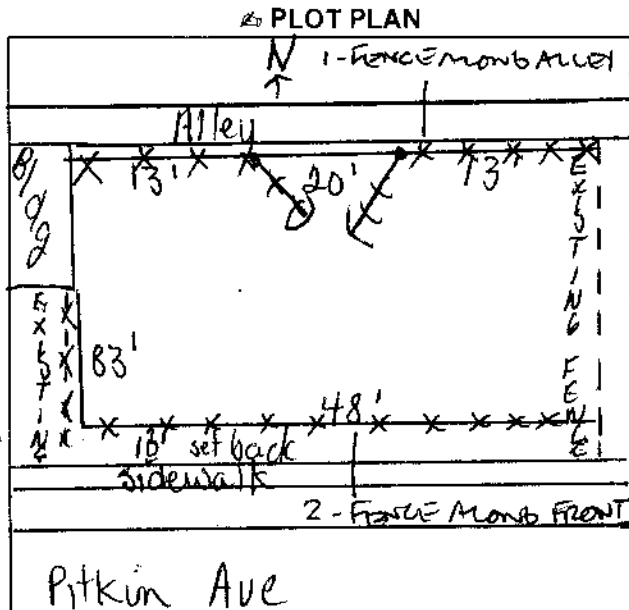 PLOT PLAN
N
1-FENCE ALONG ALLEY
Alley
Bldg
13'
20'
13'
EXISTING FENCE
EXISTING
83'
48'
10' set back
Sidewalk
2-FENCE ALONG FRONT
Pitkin Ave